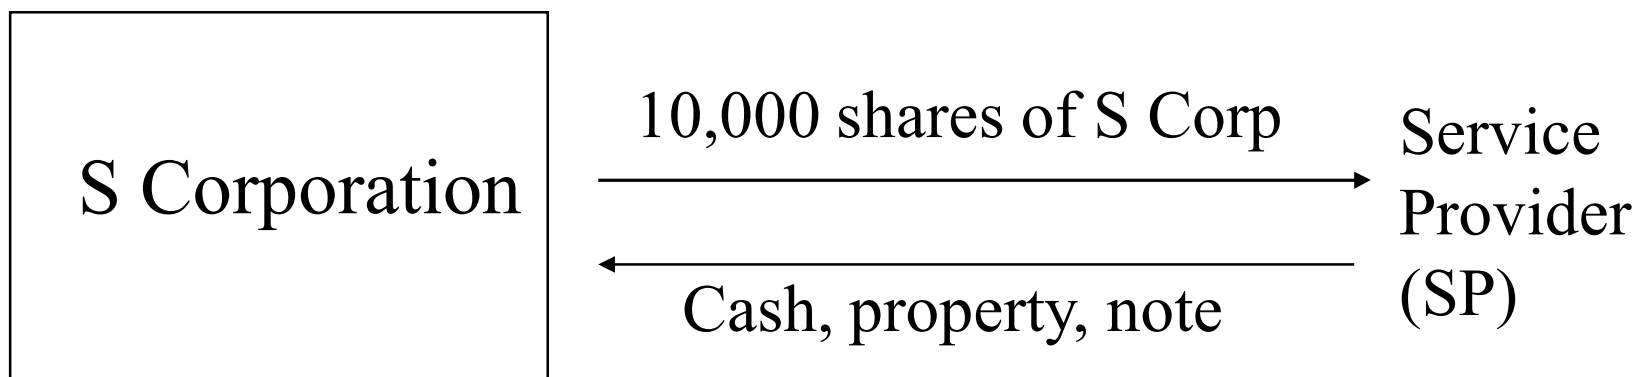 S Corporation
10,000 shares of S Corp
Cash, property, note
Service
Provider
(SP)